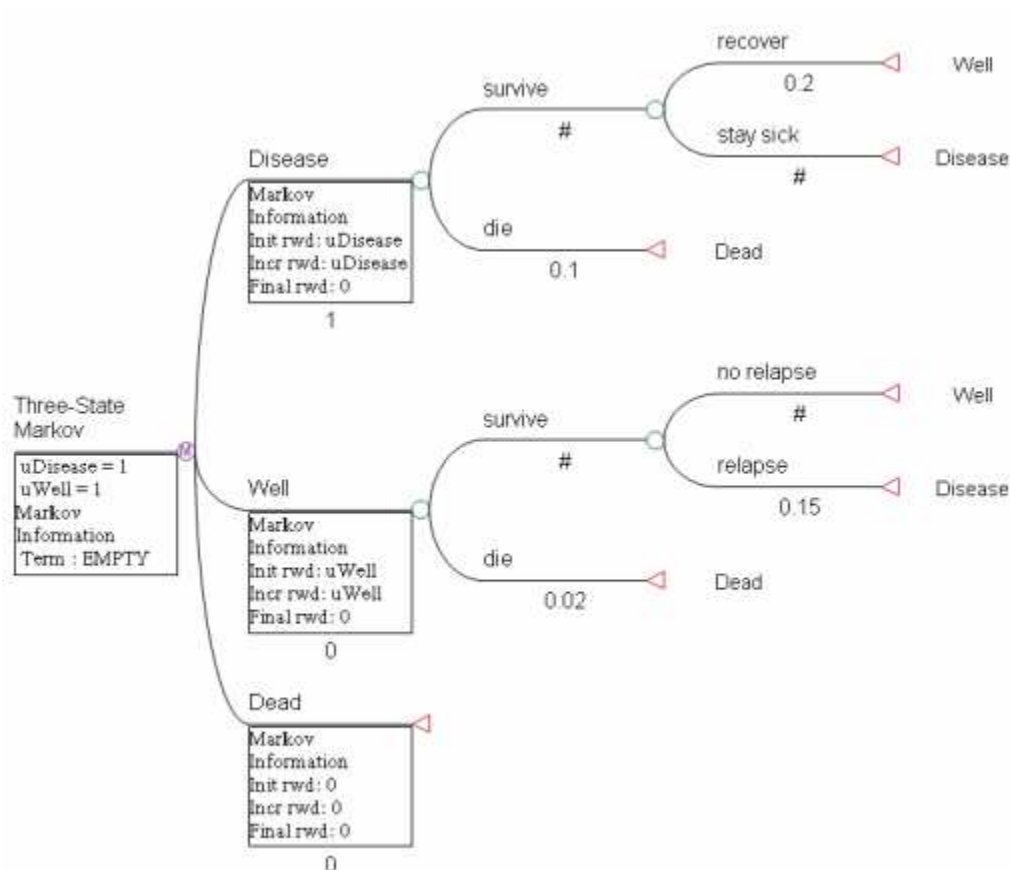 recover
0.2
Well
survive
#
stay sick
#
Disease
Disease
Markov
Information
Init rwd: uDisease
Incr rwd: uDisease
Final rwd: 0
1
die
0.1
Dead
Three-State
Markov
M
uDisease = 1
uWell = 1
Markov
Information
Term : EMPTY
no relapse
#
Well
survive
#
relapse
0.15
Disease
Well
Markov
Information
Init rwd: uWell
Incr rwd: uWell
Final rwd: 0
0
die
0.02
Dead
Dead
Markov
Information
Init rwd: 0
Incr rwd: 0
Final rwd: 0
0